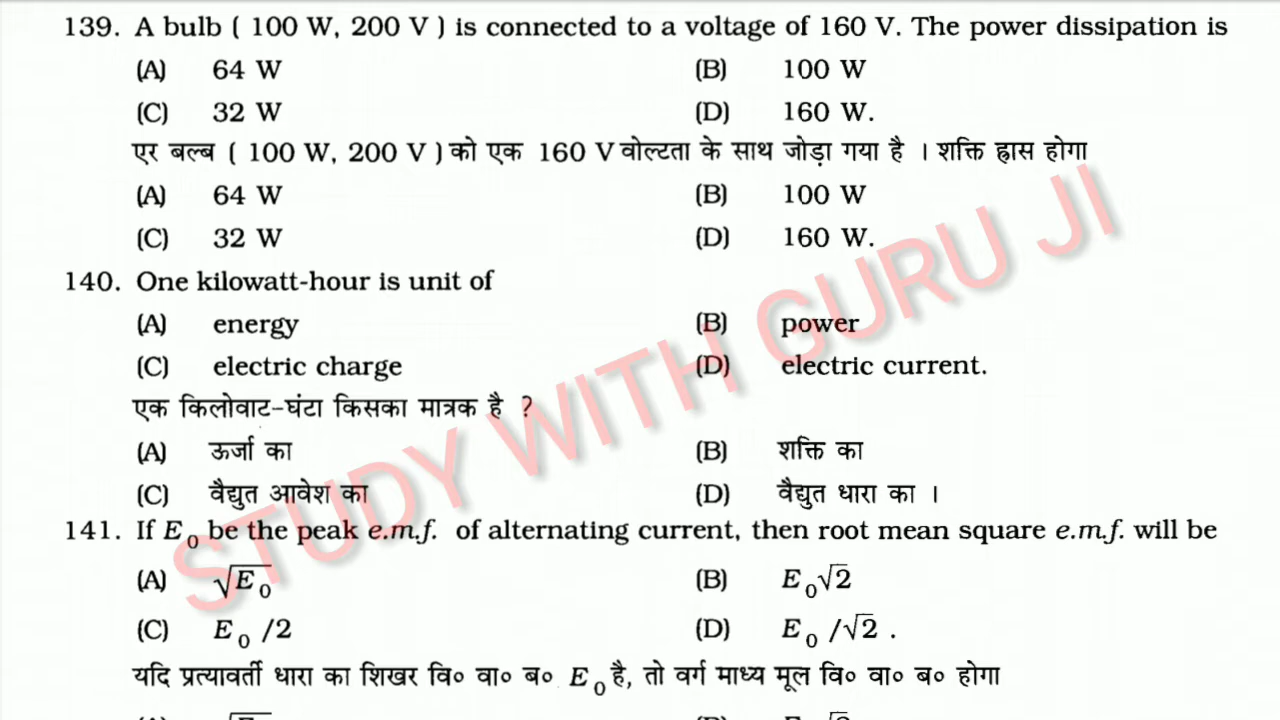 139. A bulb ( 100 W, 200 V ) is connected to a voltage of 160 V. The power dissipation is
(A) 64 W (B) 100 W
(C) 32 W (D) 160 W.
एर बल्ब ( 100 W, 200 V ) को एक 160 V वोल्टता के साथ जोड़ा गया है । शक्ति ह्रास होगा
(A) 64 W (B) 100 W
(C) 32 W (D) 160 W.
140. One kilowatt-hour is unit of
(A) energy (B) power
(C) electric charge (D) electric current.
एक किलोवाट-घंटा किसका मात्रक है ?
(A) ऊर्जा का (B) शक्ति का
(C) वैद्युत आवेश का (D) वैद्युत धारा का ।
141. If E₀ be the peak e.m.f. of alternating current, then root mean square e.m.f. will be
(A) √E₀ (B) E₀√2
(C) E₀ /2 (D) E₀ /√2 .
यदि प्रत्यावर्ती धारा का शिखर वि० वा० ब० E₀ है, तो वर्ग माध्य मूल वि० वा० ब० होगा
STUDY WITH GURU JI